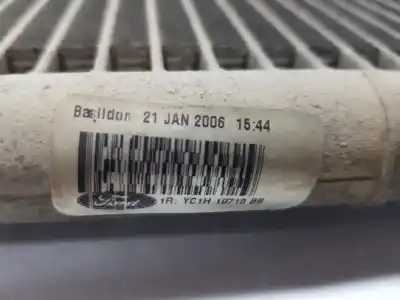 Basildon 21 JAN 2006 15:44
Ford 1R: YC1H 19710 BB